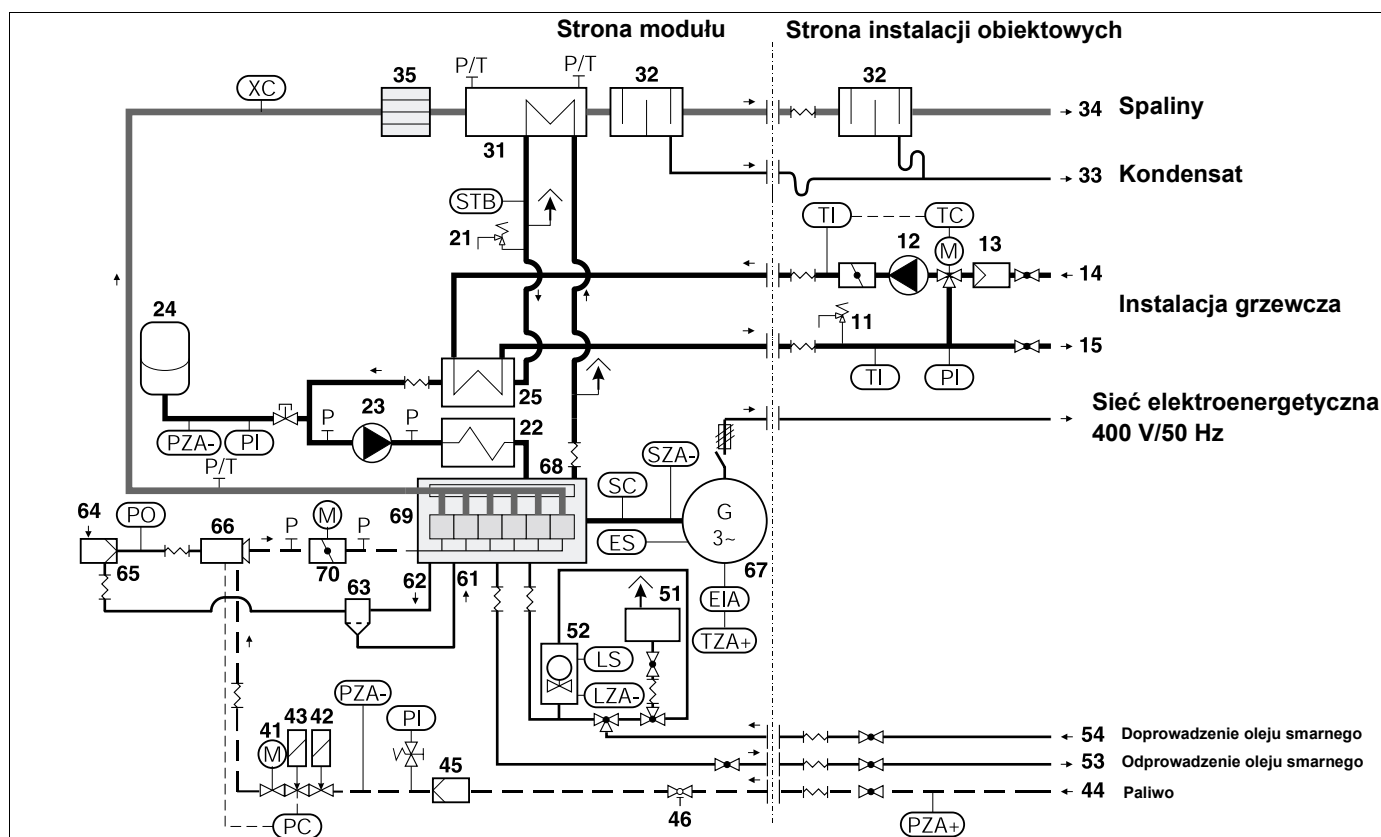 Strona modułu
Strona instalacji obiektowych
P/T
P/T
35
32
32
XC
34 Spaliny
31
33 Kondensat
STB
TI
TC
21
12
M
13
14
24
11
Instalacja grzewcza
15
TI
PI
25
23
22
P
P
PZA-
PI
Sieć elektroenergetyczna
400 V/50 Hz
P/T
68
SZA-
SC
64
PO
66
M
P
P
69
G
3~
ES
65
70
62
61
67
63
51
EIA
52
LS
TZA+
LZA-
PZA-
PI
41
43
42
M
54 Doprowadzenie oleju smarnego
45
53 Odprowadzenie oleju smarnego
44 Paliwo
PC
46
PZA+